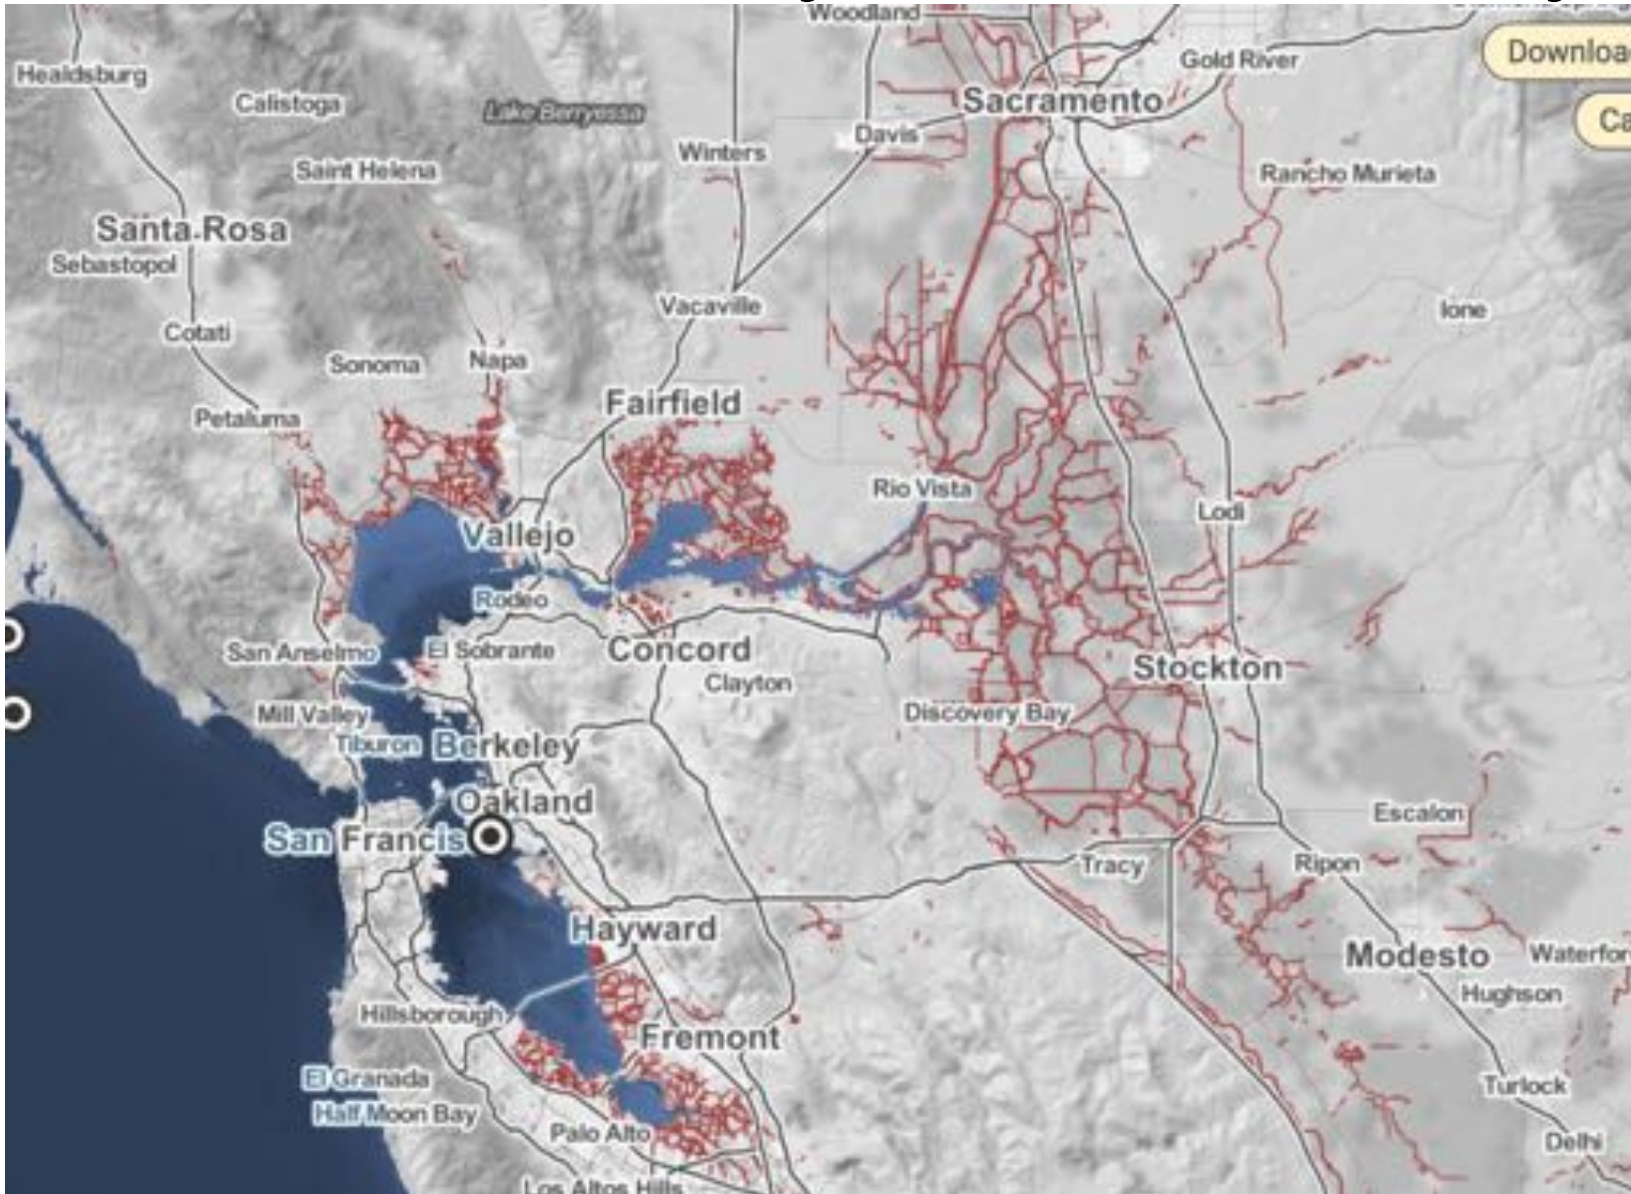 Woodland
Downloa
Healdsburg
Gold River
Calistoga
Lake Berryessa
Sacramento
Ca
Davis
Winters
Saint Helena
Rancho Murieta
Santa Rosa
Sebastopol
Vacaville
Ione
Cotati
Sonoma
Napa
Fairfield
Petaluma
Rio Vista
Lodi
Vallejo
Rodeo
San Anselmo
El Sobrante
Concord
Stockton
Clayton
Mill Valley
Discovery Bay
Tiburon
Berkeley
Oakland
Escalon
San Francis
Tracy
Ripon
Hayward
Modesto
Waterfor
Hughson
Hillsborough
Fremont
El Granada
Turlock
Half Moon Bay
Palo Alto
Delhi
Los Altos Hills